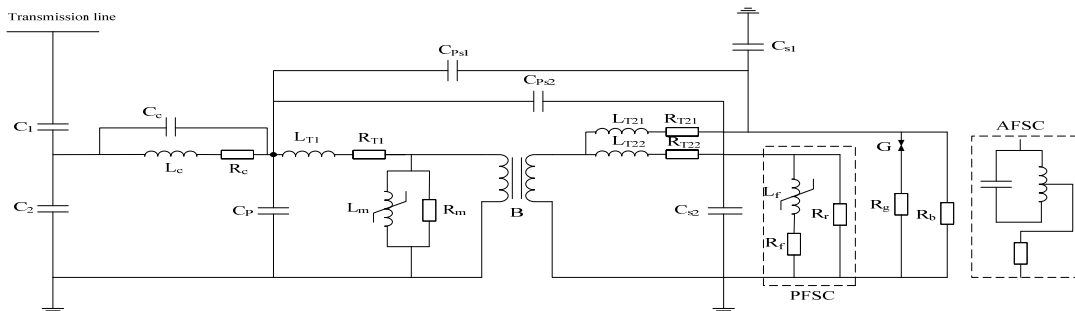 Transmission line
C1
C2
Cc
Lc
Rc
CP
LT1
RT1
Lm
Rm
CPs1
CPs2
Cs1
B
LT21
RT21
LT22
RT22
Cs2
Lf
Rf
Rr
PFSC
G
Rg
Rb
AFSC